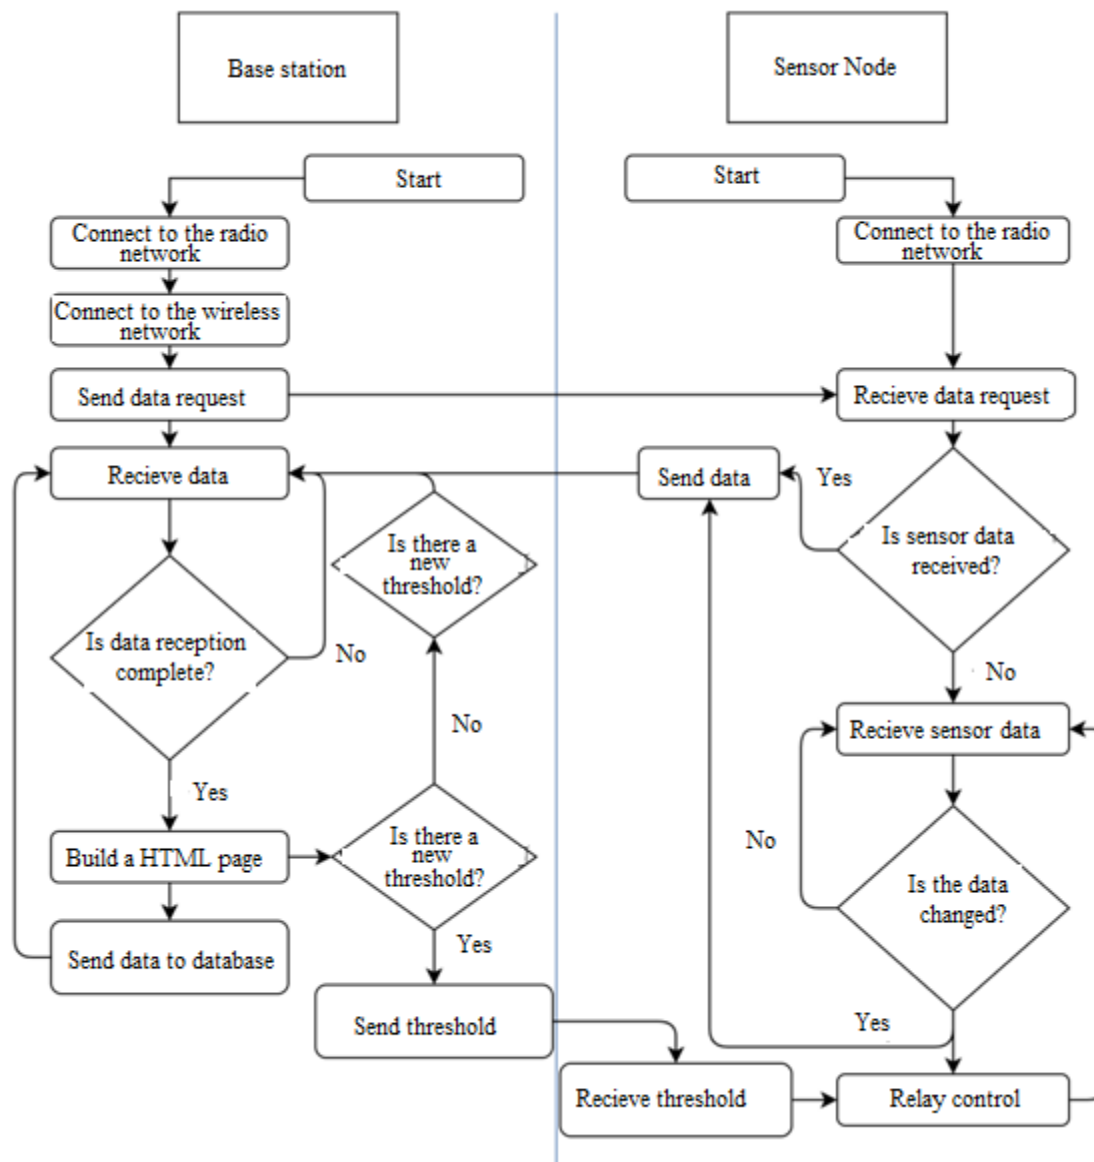 Base station
Sensor Node
Start
Start
Connect to the radio
network
Connect to the radio
network
Connect to the wireless
network
Send data request
Recieve data request
Recieve data
Send data
Yes
Is there a
new
threshold?
Is sensor data
received?
Is data reception
complete?
No
No
Recieve sensor data
No
Yes
No
Build a HTML page
Is there a
new
threshold?
Is the data
changed?
Yes
Send data to database
Send threshold
Yes
Recieve threshold
Relay control